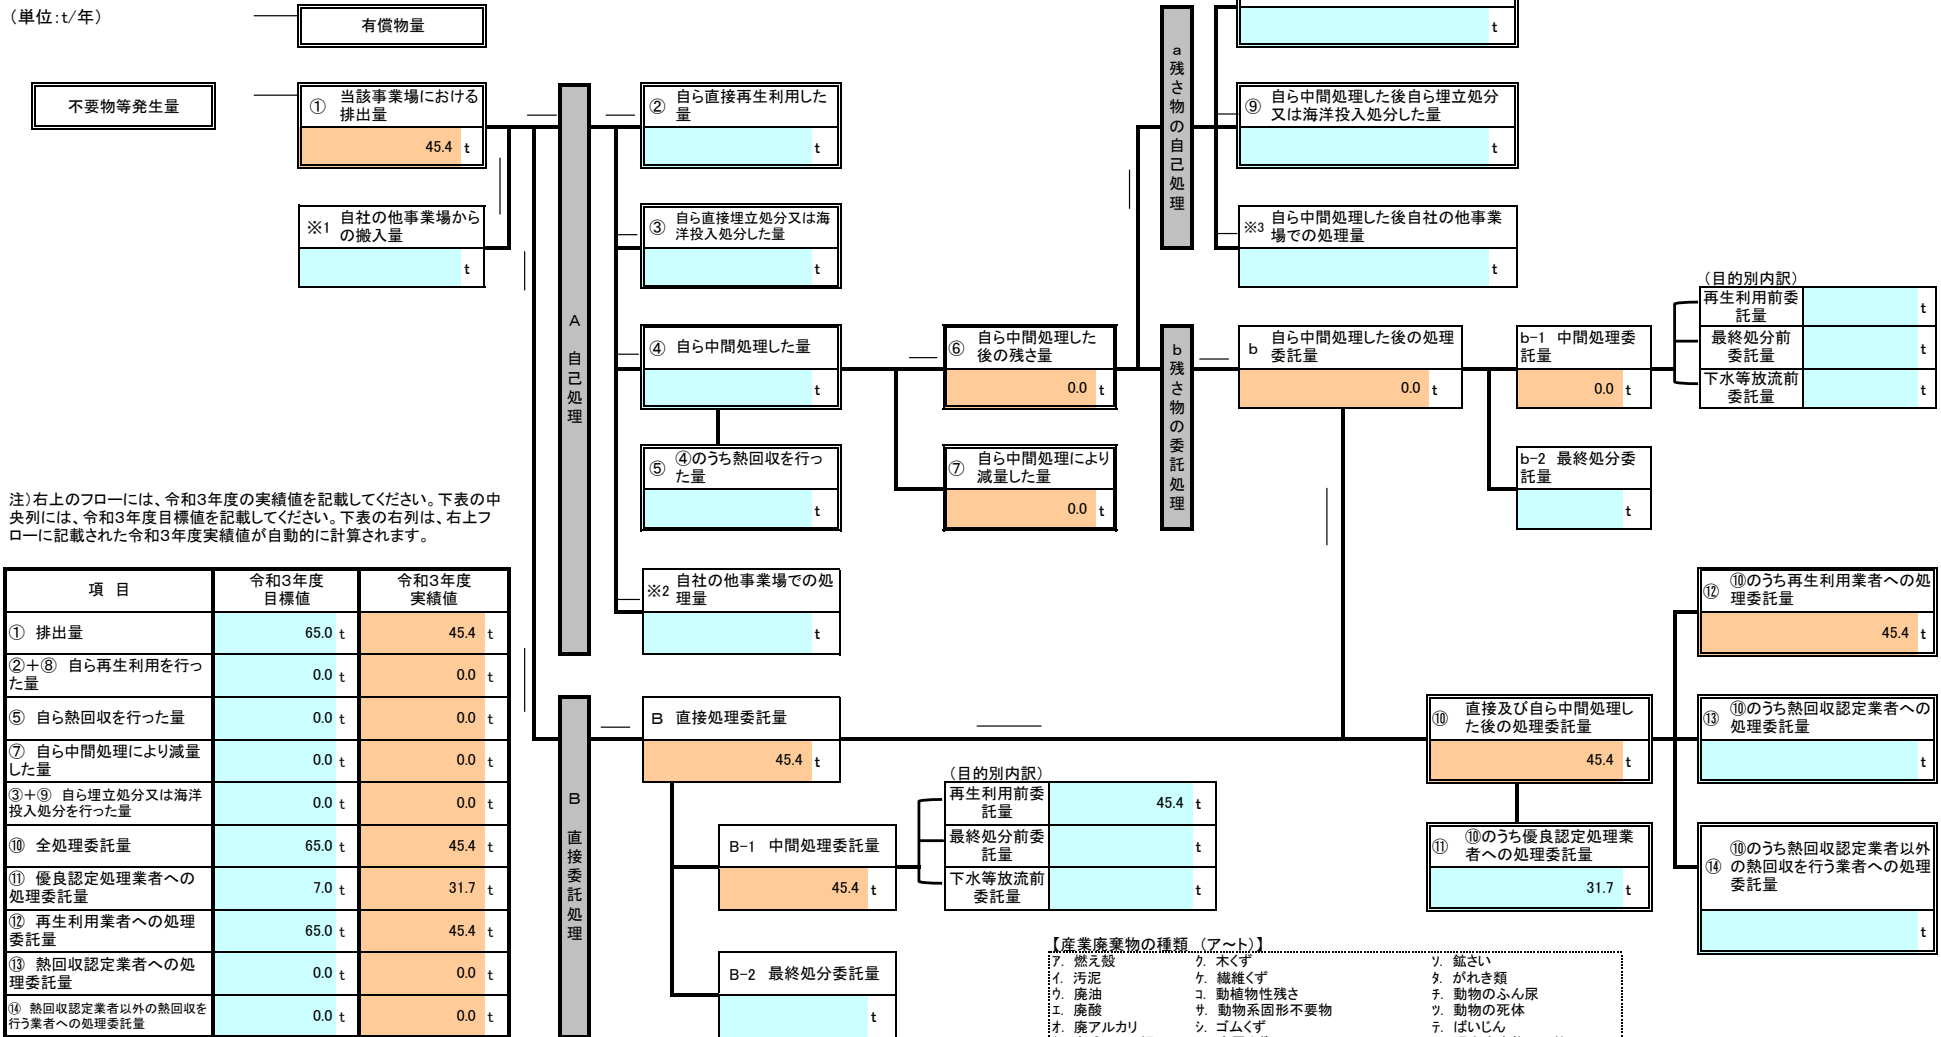 （単位：t/年）
有償物量
t
不要物等発生量
① 当該事業場における
排出量
45.4 t
※1 自社の他事業場から
の搬入量
t
A 自己処理
② 自ら直接再生利用した
量
t
③ 自ら直接埋立処分又は海
洋投入処分した量
t
④ 自ら中間処理した量
t
⑤ ④のうち熱回収を行っ
た量
t
※2 自社の他事業場での処
理量
t
⑥ 自ら中間処理した
後の残さ量
0.0 t
⑦ 自ら中間処理により
減量した量
0.0 t
a残さ物の自己処理
⑨ 自ら中間処理した後自ら埋立処分
又は海洋投入処分した量
t
※3 自ら中間処理した後自社の他事業
場での処理量
t
b残さ物の委託処理
b 自ら中間処理した後の処理
委託量
0.0 t
b-1 中間処理委
託量
0.0 t
b-2 最終処分委
託量
t
（目的別内訳）
再生利用前委
託量
t
最終処分前
委託量
t
下水等放流前
委託量
t
注）右上のフローには、令和3年度の実績値を記載してください。下表の中
央列には、令和3年度目標値を記載してください。下表の右列は、右上フ
ローに記載された令和3年度実績値が自動的に計算されます。
項 目 令和3年度
目標値 令和3年度
実績値
① 排出量 65.0 t 45.4 t
②＋⑧ 自ら再生利用を行っ
た量 0.0 t 0.0 t
⑤ 自ら熱回収を行った量 0.0 t 0.0 t
⑦ 自ら中間処理により減量
した量 0.0 t 0.0 t
③＋⑨ 自ら埋立処分又は海洋
投入処分を行った量 0.0 t 0.0 t
⑩ 全処理委託量 65.0 t 45.4 t
⑪ 優良認定処理業者への
処理委託量 7.0 t 31.7 t
⑫ 再生利用業者への処理
委託量 65.0 t 45.4 t
⑬ 熱回収認定業者への処
理委託量 0.0 t 0.0 t
⑭ 熱回収認定業者以外の熱回収を
行う業者への処理委託量 0.0 t 0.0 t
B 直接委託処理
B 直接処理委託量
45.4 t
B-1 中間処理委託量
45.4 t
B-2 最終処分委託量
t
（目的別内訳）
再生利用前委
託量
45.4 t
最終処分前委
託量
t
下水等放流前
委託量
t
⑩ 直接及び自ら中間処理し
た後の処理委託量
45.4 t
⑪ ⑩のうち優良認定処理業
者への処理委託量
31.7 t
⑫ ⑩のうち再生利用業者への処
理委託量
45.4 t
⑬ ⑩のうち熱回収認定業者への
処理委託量
t
⑭ ⑩のうち熱回収認定業者以外
の熱回収を行う業者への処理
委託量
t
【産業廃棄物の種類 （ア～ト）】
ア. 燃え殻 ク. 木くず ソ. 鉱さい
イ. 汚泥 ケ. 繊維くず タ. がれき類
ウ. 廃油 コ. 動植物性残さ チ. 動物のふん尿
エ. 廃酸 サ. 動物系固形不要物 ツ. 動物の死体
オ. 廃アルカリ シ. ゴムくず テ. ばいじん